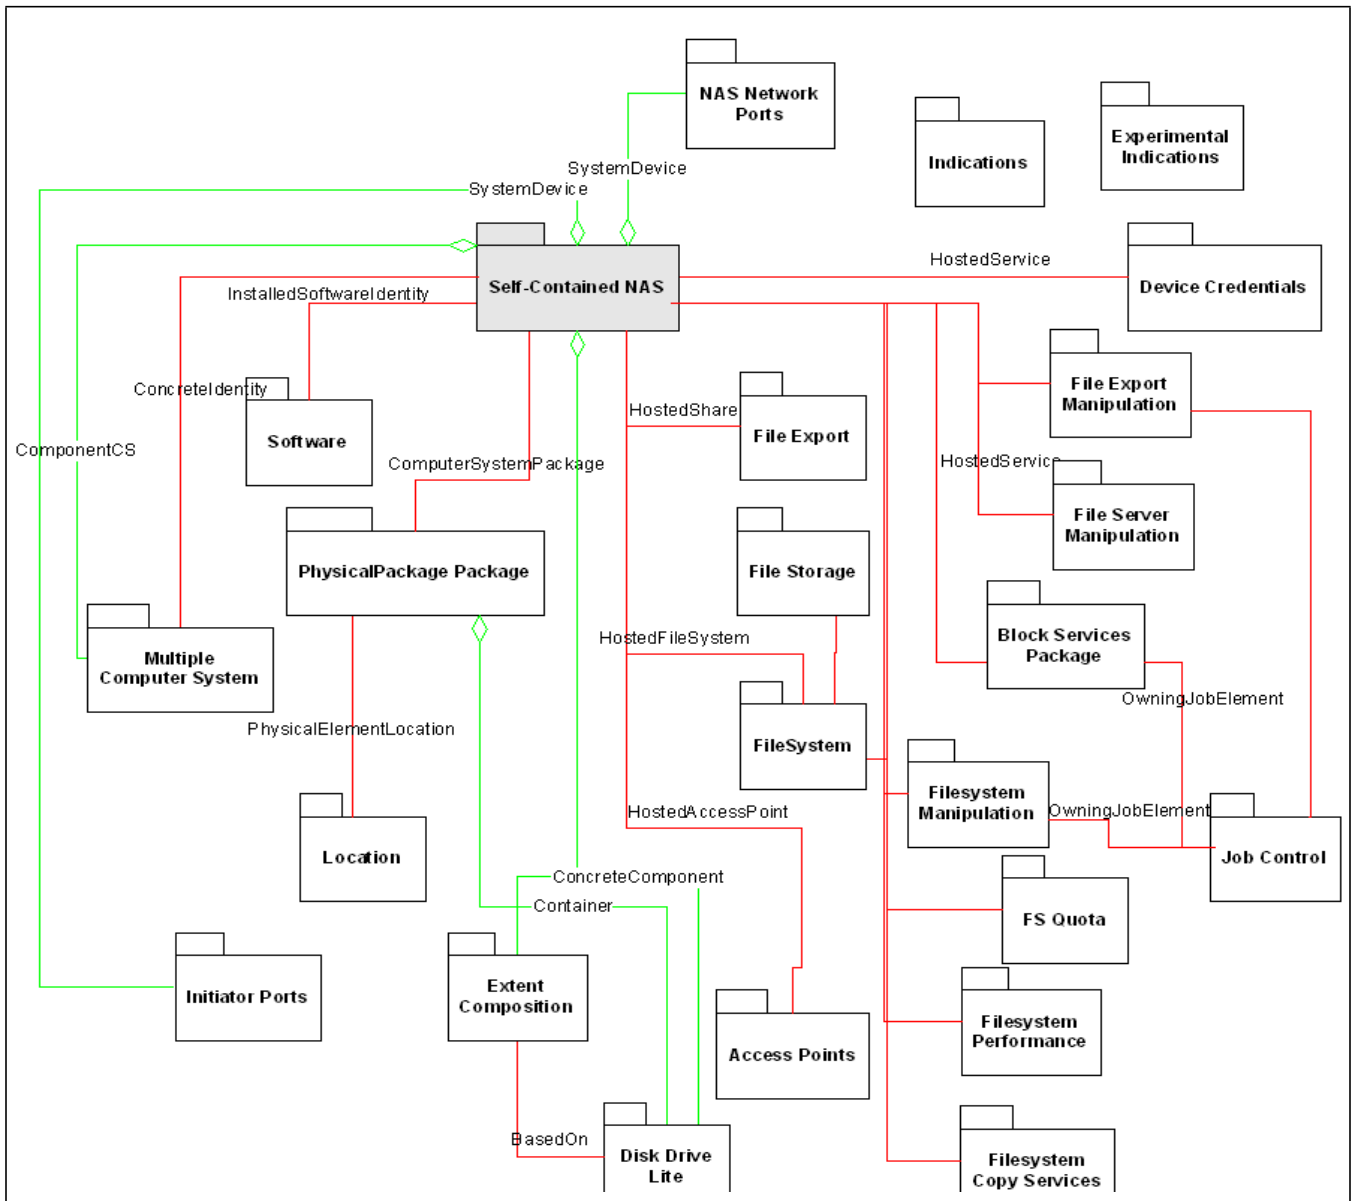 NAS Network
Ports
Indications
Experimental
Indications
SystemDevice
SystemDevice
Self-Contained NAS
HostedService
Device Credentials
InstalledSoftwareIdentity
ConcreteIdentity
Software
ComponentCS
HostedShare
File Export
File Export
Manipulation
ComputerSystemPackage
HostedService
File Server
Manipulation
PhysicalPackage Package
File Storage
Multiple
Computer System
HostedFileSystem
Block Services
Package
OwningJobElement
PhysicalElementLocation
FileSystem
Filesystem
Manipulation
HostedAccessPoint
OwningJobElement
Location
Job Control
ConcreteComponent
Container
FS Quota
Initiator Ports
Extent
Composition
Access Points
Filesystem
Performance
BasedOn
Disk Drive
Lite
Filesystem
Copy Services